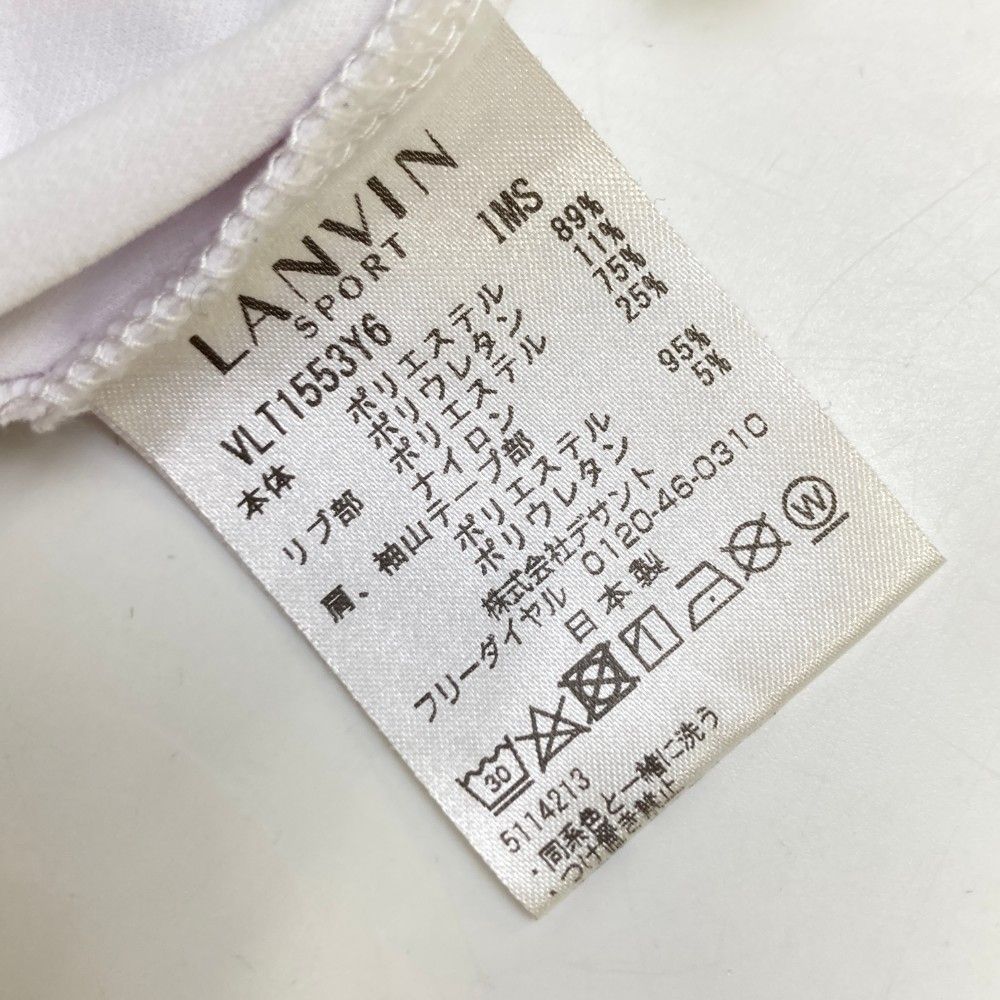 LANVIN
SPORT
VLT1553Y6 IMS
本体 ポリエステル 89%
ポリウレタン 11%
リブ部 ポリエステル 75%
ナイロン 25%
肩、袖山テープ部
ポリエステル 95%
ポリウレタン 5%
株式会社デサント
フリーダイヤル 0120-46-0310
日本製
30
W
5114213
・同系色と一緒に洗う
つけ置き禁止